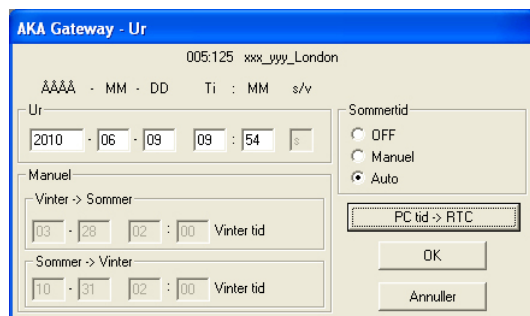 AKA Gateway - Ur
005:125 xxx_yyy_London
ÅÅÅÅ - MM - DD Ti : MM s/v
Ur
2010 - 06 - 09 09 : 54 s
Sommertid
OFF
Manuel
Auto
Manuel
Vinter -> Sommer
03 - 28 02 : 00 Vinter tid
Sommer -> Vinter
10 - 31 02 : 00 Vinter tid
PC tid -> RTC
OK
Annuller